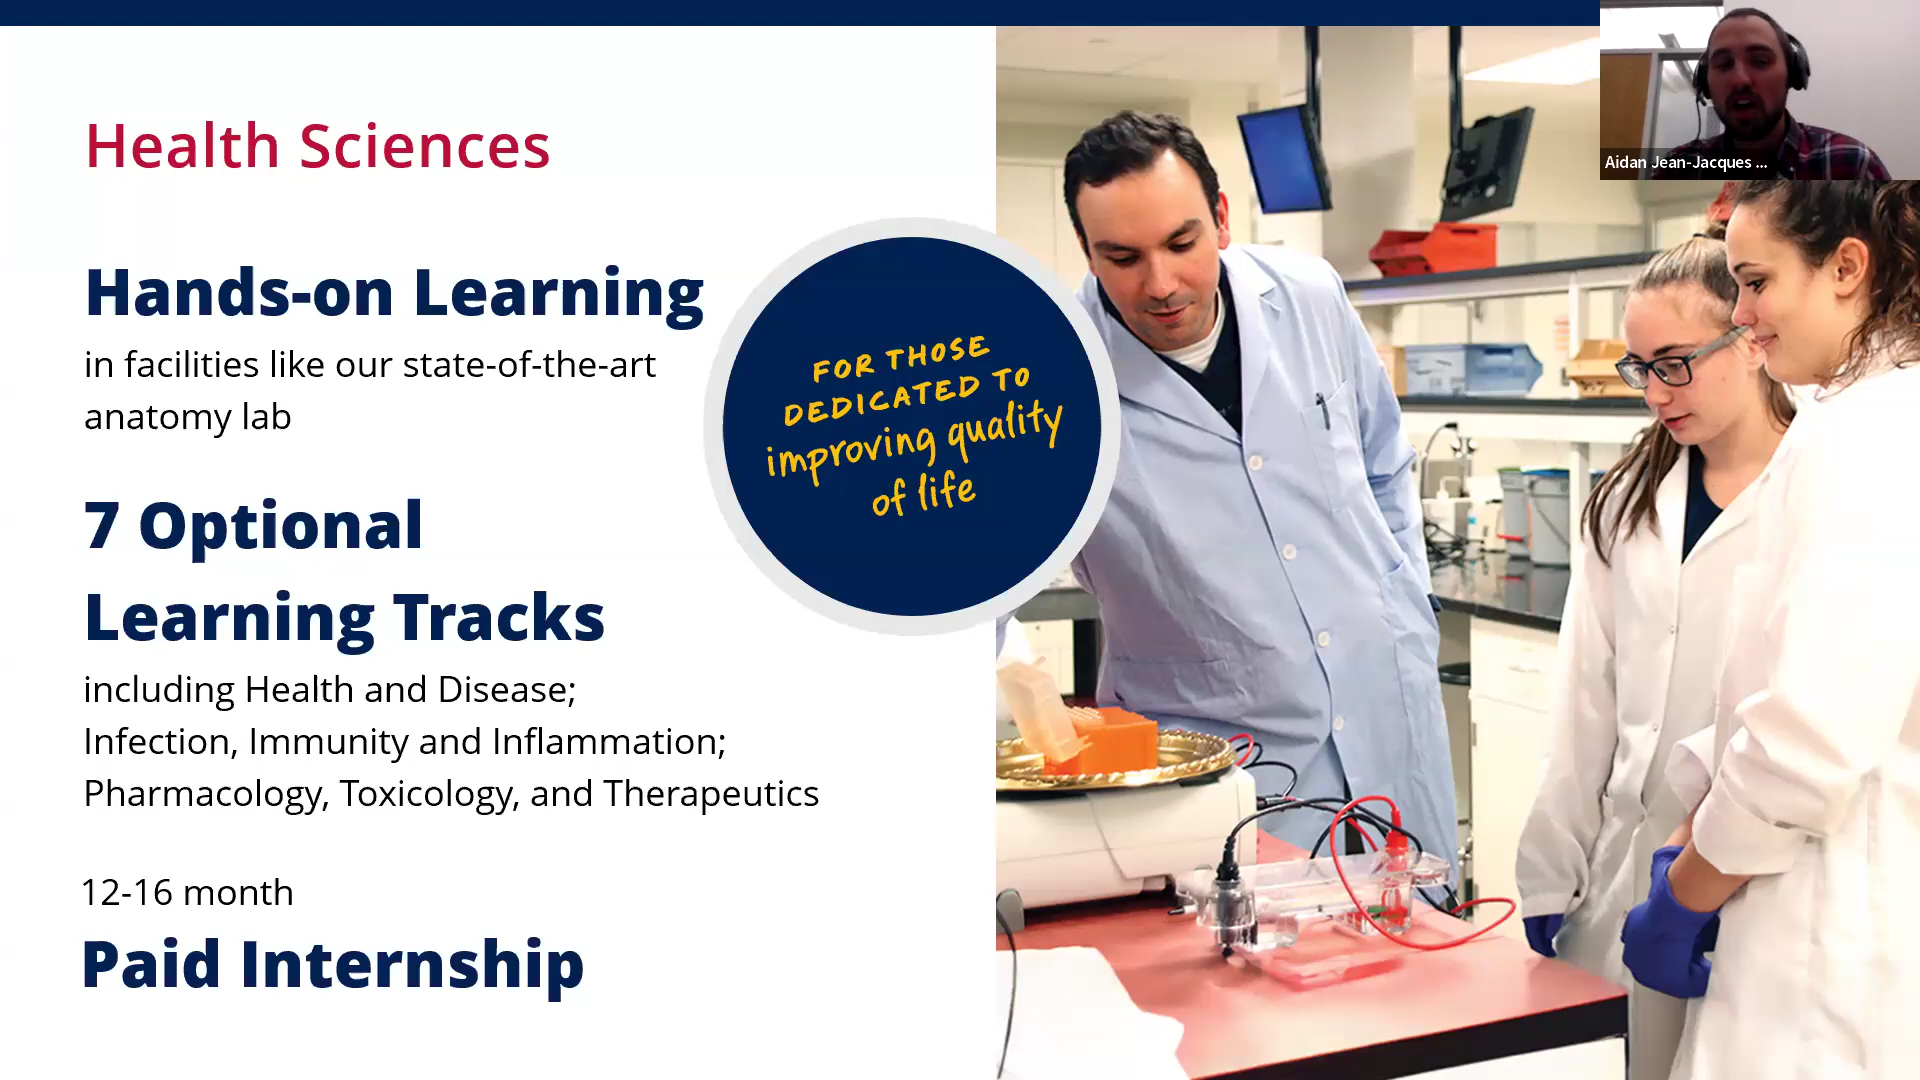 Health Sciences
Hands-on Learning
in facilities like our state-of-the-art
anatomy lab
7 Optional
Learning Tracks
including Health and Disease;
Infection, Immunity and Inflammation;
Pharmacology, Toxicology, and Therapeutics
12-16 month
Paid Internship
FOR THOSE
DEDICATED TO
improving quality
of life
Aidan Jean-Jacques ...